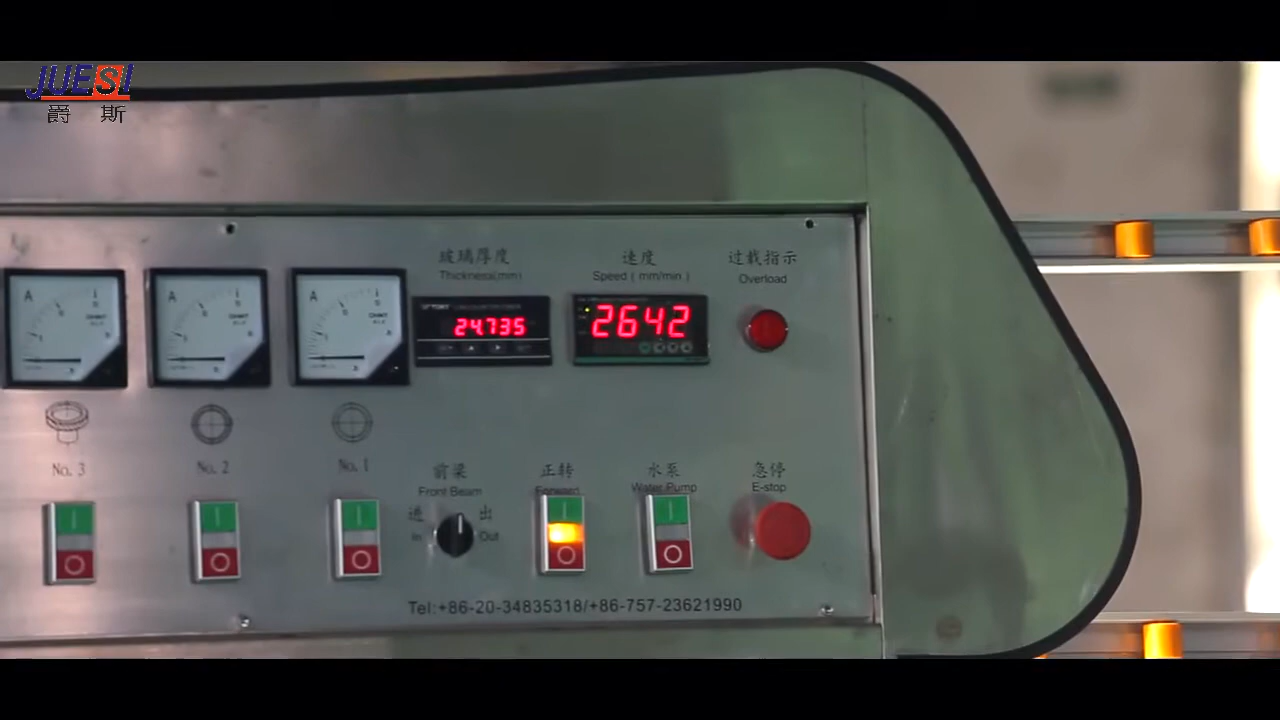 JUESI
爵 斯
玻璃厚度
Thickness(mm)
速度
Speed ( mm/min )
过载指示
Overload
A
A
A
24.735
2642
No. 3
No. 2
No. 1
前梁
Front Beam
进
出
In
Out
正转
Forward
水泵
Water Pump
急停
E-stop
Tel:+86-20-34835318/+86-757-23621990